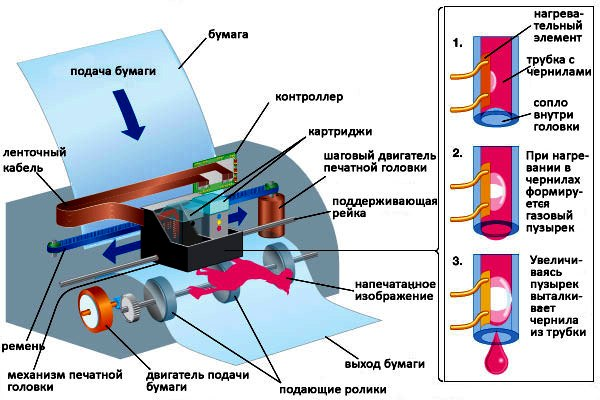 бумага
подача бумаги
контроллер
картриджи
ленточный
кабель
шаговый двигатель
печатной головки
поддерживающая
рейка
напечатанное
изображение
ремень
механизм печатной
головки
двигатель подачи
бумаги
подающие ролики
выход бумаги
1.
нагрева-
тельный
элемент
трубка с
чернилами
сопло
внутри
головки
2.
При нагре-
вании в
чернилах
формиру-
ется
газовый
пузырек
3.
Увеличи-
ваясь
пузырек
выталки-
вает
чернила
из трубки